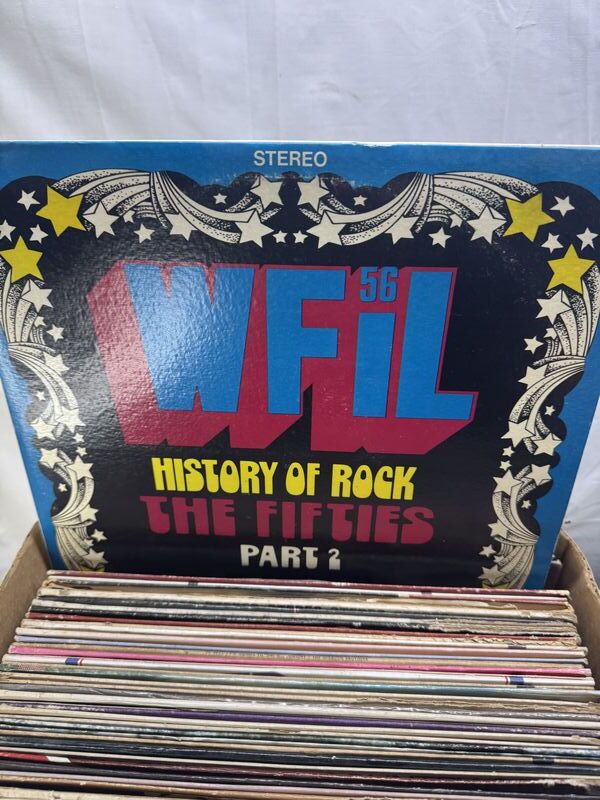 STEREO
WFiL
56
HISTORY OF ROCK
THE FIFTIES
PART 2